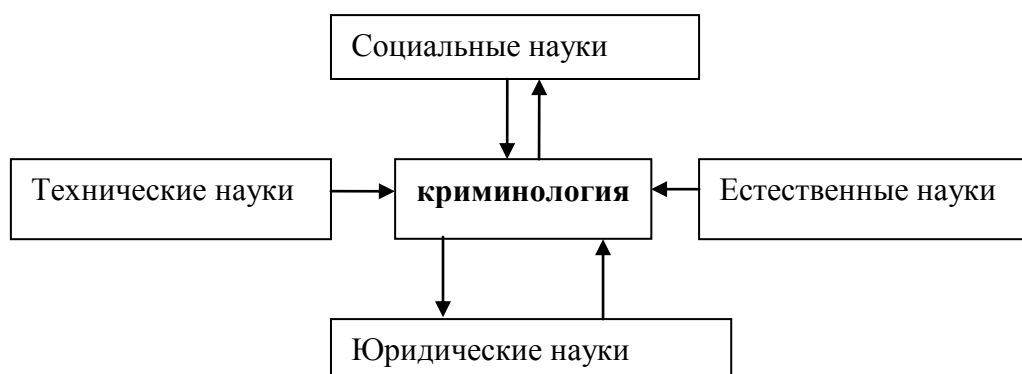 Социальные науки
Технические науки
криминология
Естественные науки
Юридические науки